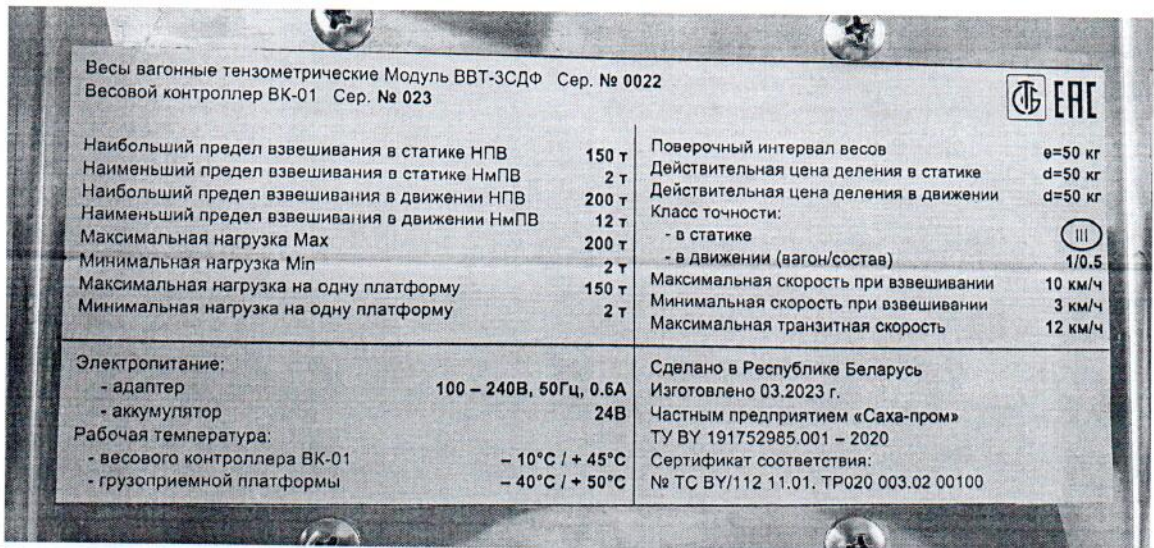 Весы вагонные тензометрические Модуль ВВТ-3СДФ Сер. № 0022
Весовой контроллер ВК-01 Сер. № 023
СТБ EAC
Наибольший предел взвешивания в статике НПВ 150 т
Наименьший предел взвешивания в статике НмПВ 2 т
Наибольший предел взвешивания в движении НПВ 200 т
Наименьший предел взвешивания в движении НмПВ 12 т
Максимальная нагрузка Max 200 т
Минимальная нагрузка Min 2 т
Максимальная нагрузка на одну платформу 150 т
Минимальная нагрузка на одну платформу 2 т
Поверочный интервал весов e=50 кг
Действительная цена деления в статике d=50 кг
Действительная цена деления в движении d=50 кг
Класс точности:
- в статике III
- в движении (вагон/состав) 1/0.5
Максимальная скорость при взвешивании 10 км/ч
Минимальная скорость при взвешивании 3 км/ч
Максимальная транзитная скорость 12 км/ч
Электропитание:
- адаптер 100 – 240В, 50Гц, 0.6А
- аккумулятор 24В
Рабочая температура:
- весового контроллера ВК-01 – 10°С / + 45°С
- грузоприемной платформы – 40°С / + 50°С
Сделано в Республике Беларусь
Изготовлено 03.2023 г.
Частным предприятием «Саха-пром»
ТУ BY 191752985.001 – 2020
Сертификат соответствия:
№ ТС BY/112 11.01. ТР020 003.02 00100